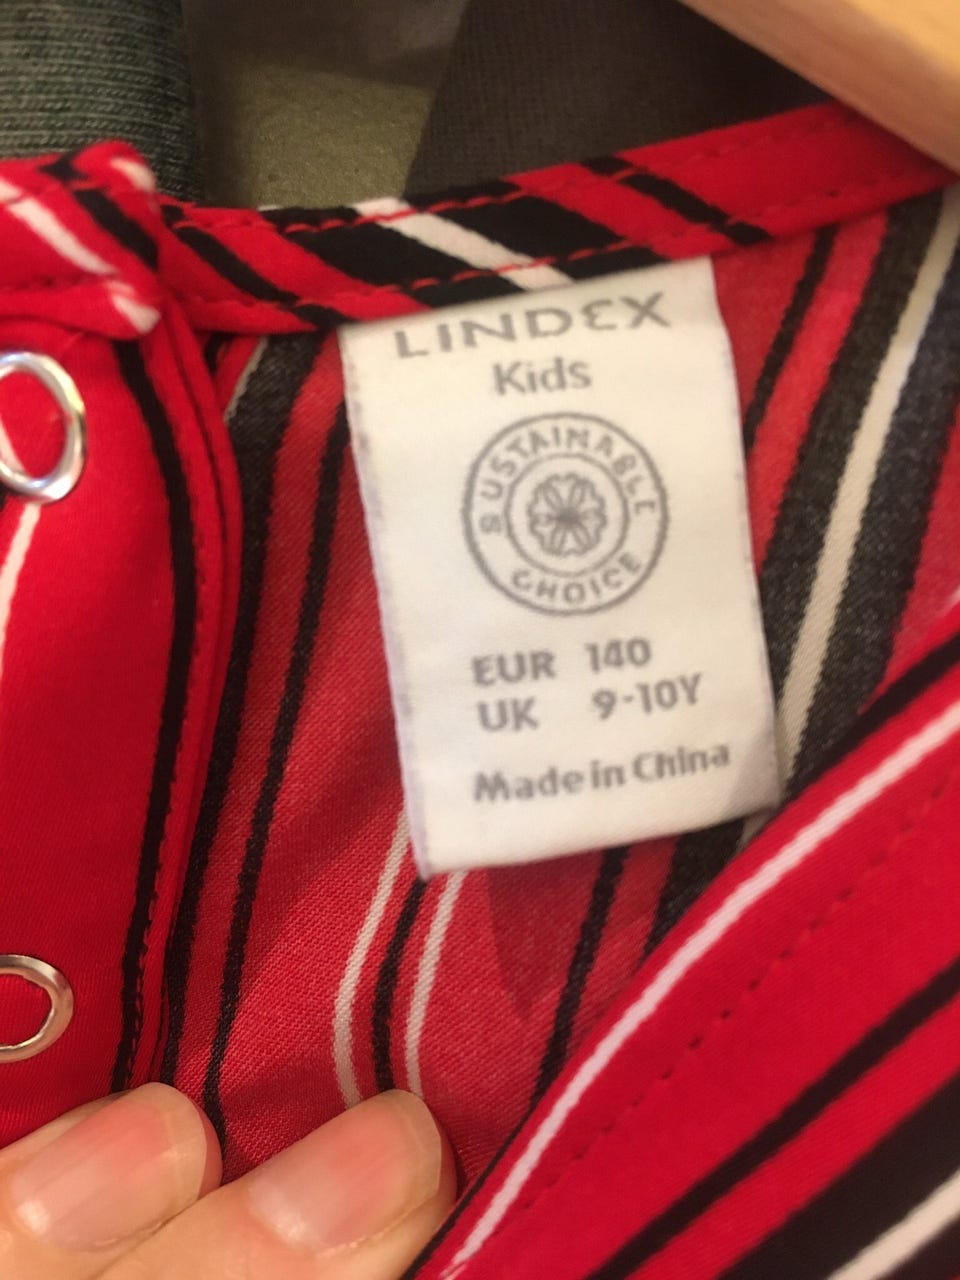 LINDEX
Kids
SUSTAINABLE
CHOICE
EUR 140
UK 9-10Y
Made in China